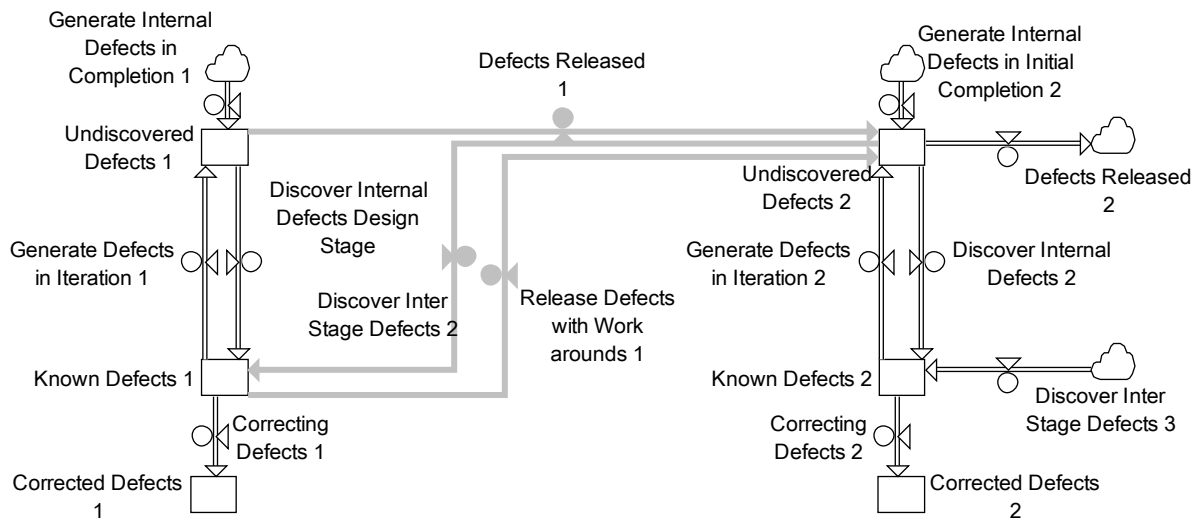 Generate Internal
Defects in
Completion 1
Generate Internal
Defects in Initial
Completion 2
Defects Released
1
Undiscovered
Defects 1
Undiscovered
Defects 2
Defects Released
2
Discover Internal
Defects Design
Stage
Generate Defects
in Iteration 1
Generate Defects
in Iteration 2
Discover Internal
Defects 2
Discover Inter
Stage Defects 2
Release Defects
with Work
arounds 1
Known Defects 1
Known Defects 2
Discover Inter
Stage Defects 3
Correcting
Defects 1
Correcting
Defects 2
Corrected Defects
1
Corrected Defects
2